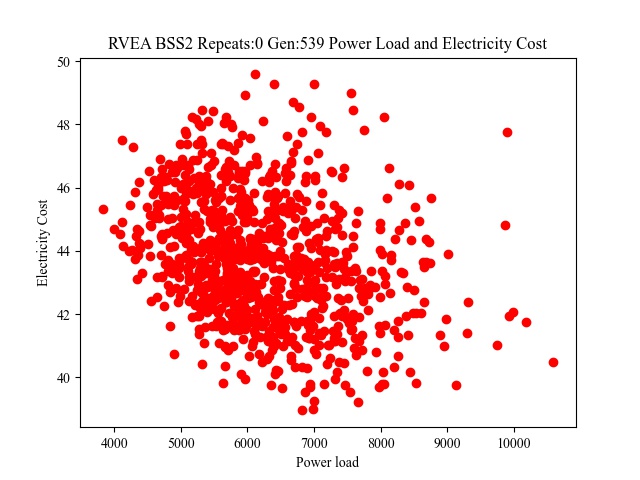 RVEA BSS2 Repeats:0 Gen:539 Power Load and Electricity Cost
50
48
46
44
42
40
Electricity Cost
4000 5000 6000 7000 8000 9000 10000
Power load